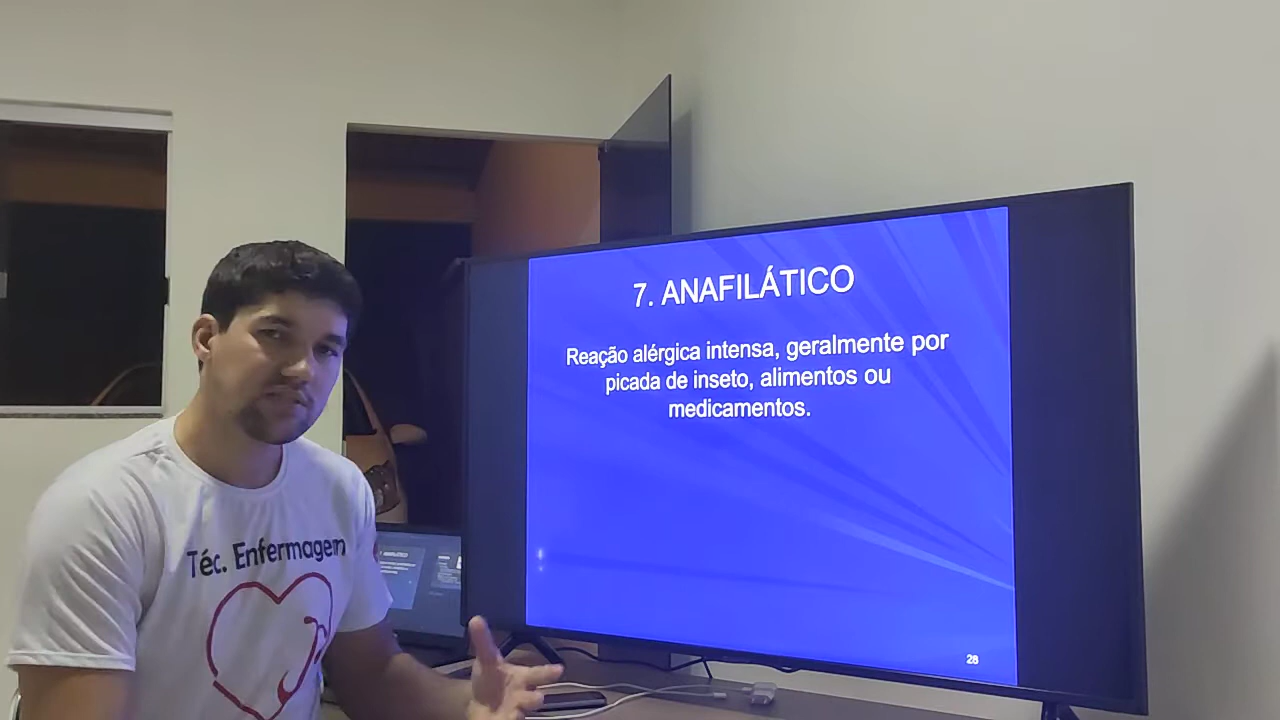 7. ANAFILÁTICO
Reação alérgica intensa, geralmente por
picada de inseto, alimentos ou
medicamentos.
28
Téc. Enfermagem